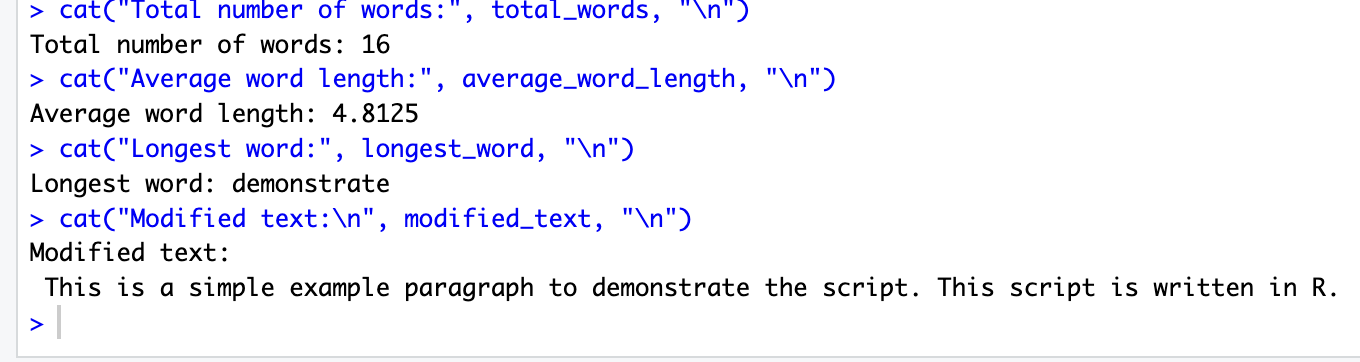 > cat("Total number of words:", total_words, "\n")
Total number of words: 16
> cat("Average word length:", average_word_length, "\n")
Average word length: 4.8125
> cat("Longest word:", longest_word, "\n")
Longest word: demonstrate
> cat("Modified text:\n", modified_text, "\n")
Modified text:
 This is a simple example paragraph to demonstrate the script. This script is written in R.
>